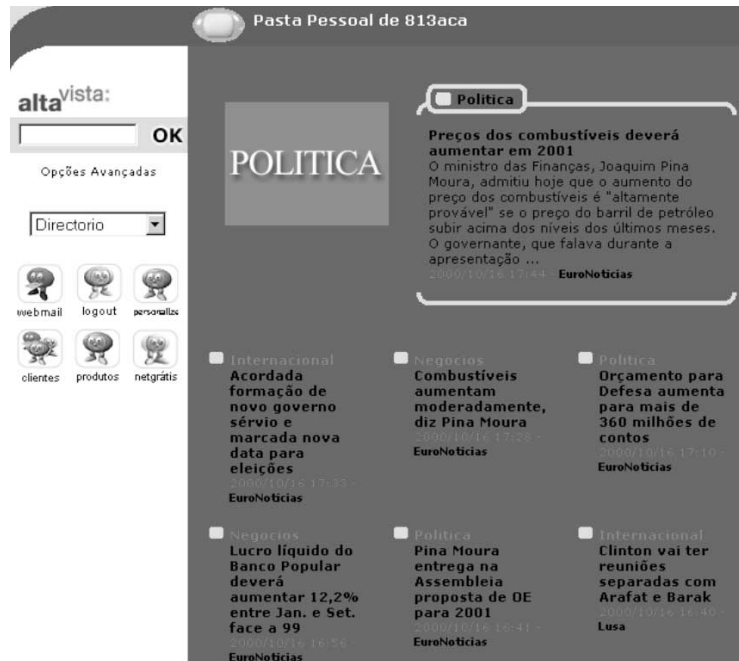 Pasta Pessoal de 813aca
altavista:
OK
Opções Avançadas
Directorio
webmail
logout
personalize
clientes
produtos
netgrátis
POLITICA
Politica
Preços dos combustíveis deverá
aumentar em 2001
O ministro das Finanças, Joaquim Pina
Moura, admitiu hoje que o aumento do
preço dos combustíveis é "altamente
provável" se o preço do barril de petróleo
subir acima dos níveis dos últimos meses.
O governante, que falava durante a
apresentação ...
2000/10/16 17:44 - EuroNoticias
Internacional
Acordada
formação de
novo governo
sérvio e
marcada nova
data para
eleições
2000/10/16 17:33 -
EuroNoticias
Negocios
Combustíveis
aumentam
moderadamente,
diz Pina Moura
2000/10/16 17:28 -
EuroNoticias
Politica
Orçamento para
Defesa aumenta
para mais de
360 milhões de
contos
2000/10/16 17:10 -
EuroNoticias
Negocios
Lucro líquido do
Banco Popular
deverá
aumentar 12,2%
entre Jan. e Set.
face a 99
2000/10/16 16:56 -
EuroNoticias
Politica
Pina Moura
entrega na
Assembleia
proposta de OE
para 2001
2000/10/16 16:41 -
EuroNoticias
Internacional
Clinton vai ter
reuniões
separadas com
Arafat e Barak
2000/10/16 16:40 -
Lusa